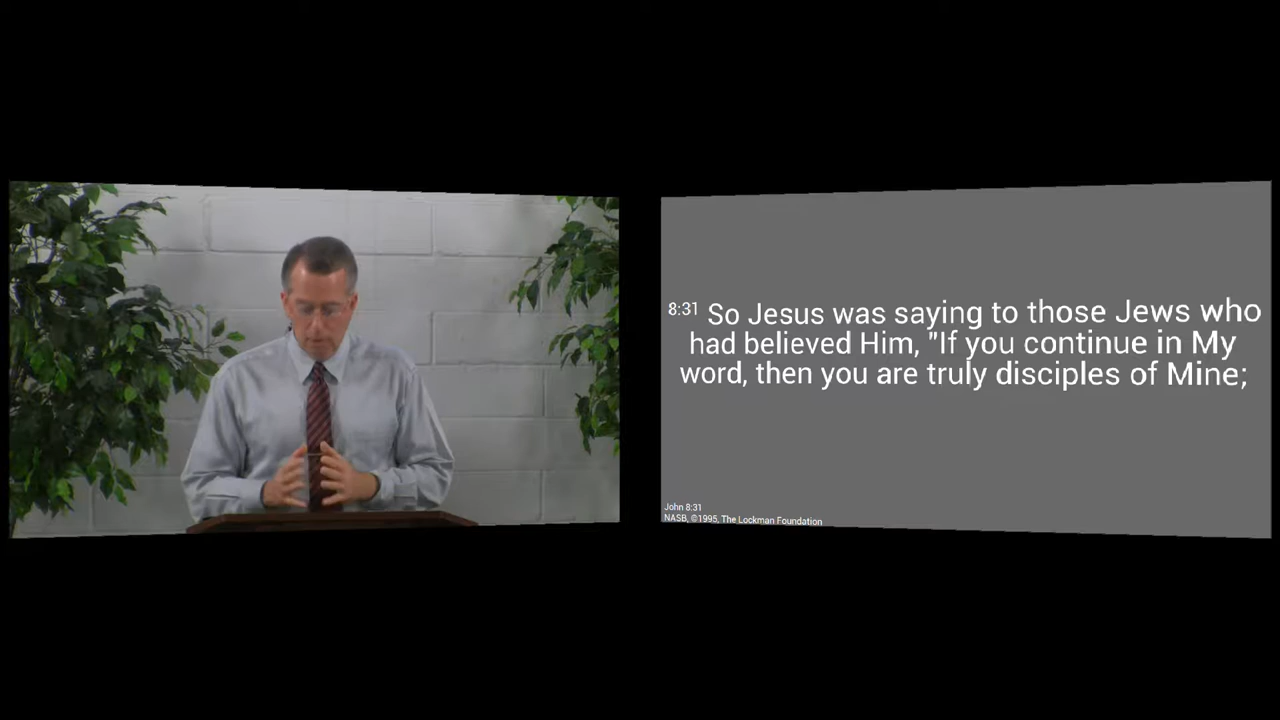 8:31 So Jesus was saying to those Jews who
had believed Him, "If you continue in My
word, then you are truly disciples of Mine;
John 8:31
NASB, ©1995, The Lockman Foundation